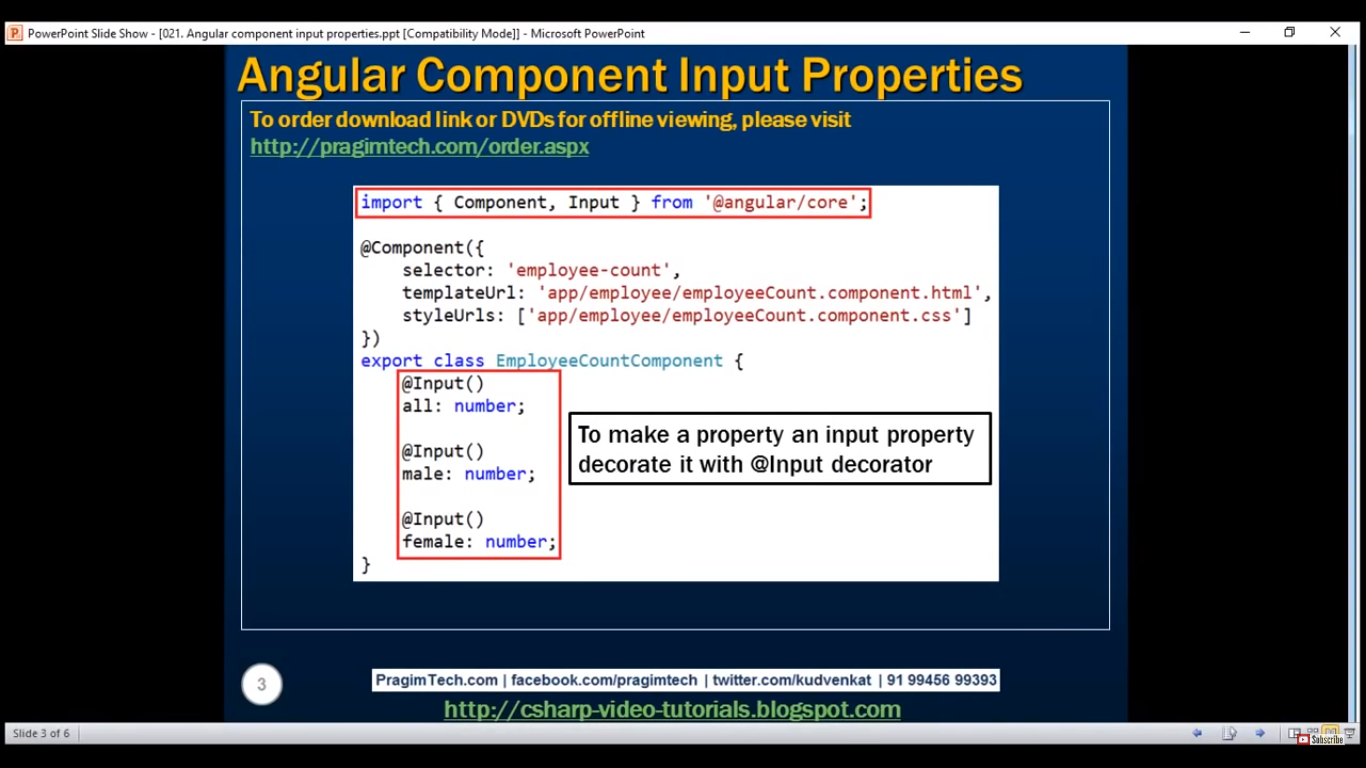 PowerPoint Slide Show - [021. Angular component input properties.ppt [Compatibility Mode]] - Microsoft PowerPoint
Angular Component Input Properties
To order download link or DVDs for offline viewing, please visit
http://pragimtech.com/order.aspx
import { Component, Input } from '@angular/core';
@Component({
selector: 'employee-count',
templateUrl: 'app/employee/employeeCount.component.html',
styleUrls: ['app/employee/employeeCount.component.css']
})
export class EmployeeCountComponent {
@Input()
all: number;
@Input()
male: number;
@Input()
female: number;
}
To make a property an input property
decorate it with @Input decorator
3
PragimTech.com | facebook.com/pragimtech | twitter.com/kudvenkat | 91 99456 99393
http://csharp-video-tutorials.blogspot.com
Slide 3 of 6
Subscribe